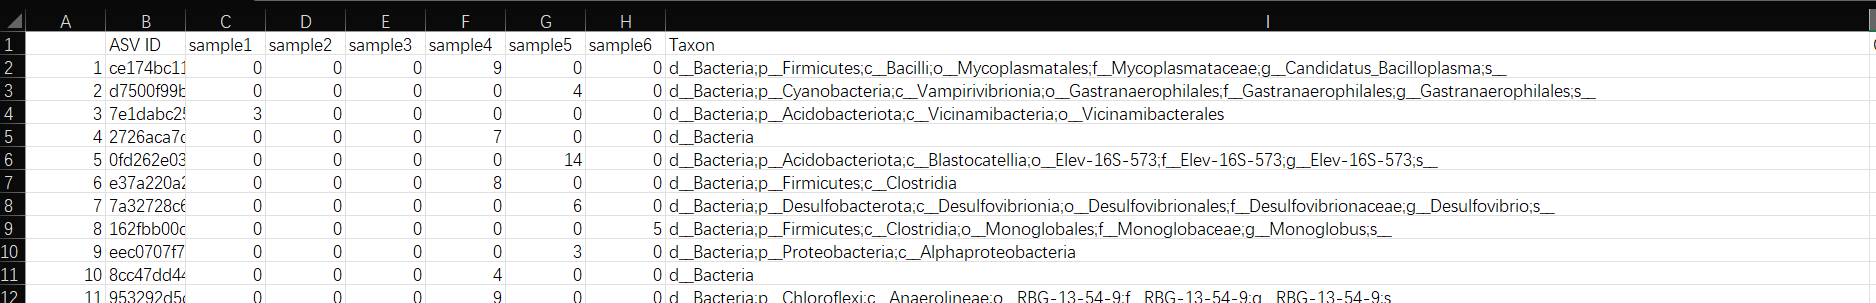 A B C D E F G H I
1 ASV ID sample1 sample2 sample3 sample4 sample5 sample6 Taxon
2 1 ce174bc11 0 0 0 9 0 0 d__Bacteria;p__Firmicutes;c__Bacilli;o__Mycoplasmatales;f__Mycoplasmataceae;g__Candidatus_Bacilloplasma;s__
3 2 d7500f99b 0 0 0 0 4 0 d__Bacteria;p__Cyanobacteria;c__Vampirivibrionia;o__Gastranaerophilales;f__Gastranaerophilales;g__Gastranaerophilales;s__
4 3 7e1dabc25 3 0 0 0 0 0 d__Bacteria;p__Acidobacteriota;c__Vicinamibacteria;o__Vicinamibacterales
5 4 2726aca7c 0 0 0 7 0 0 d__Bacteria
6 5 0fd262e03 0 0 0 0 14 0 d__Bacteria;p__Acidobacteriota;c__Blastocatellia;o__Elev-16S-573;f__Elev-16S-573;g__Elev-16S-573;s__
7 6 e37a220a2 0 0 0 8 0 0 d__Bacteria;p__Firmicutes;c__Clostridia
8 7 7a32728c6 0 0 0 0 6 0 d__Bacteria;p__Desulfobacterota;c__Desulfovibrionia;o__Desulfovibrionales;f__Desulfovibrionaceae;g__Desulfovibrio;s__
9 8 162fbb00c 0 0 0 0 0 5 d__Bacteria;p__Firmicutes;c__Clostridia;o__Monoglobales;f__Monoglobaceae;g__Monoglobus;s__
10 9 eec0707f7 0 0 0 0 3 0 d__Bacteria;p__Proteobacteria;c__Alphaproteobacteria
11 10 8cc47dd44 0 0 0 4 0 0 d__Bacteria
12 11 953292d5c 0 0 0 9 0 0 d__Bacteria;p__Chloroflexi;c__Anaerolineae;o__RBG-13-54-9;f__RBG-13-54-9;g__RBG-13-54-9;s__